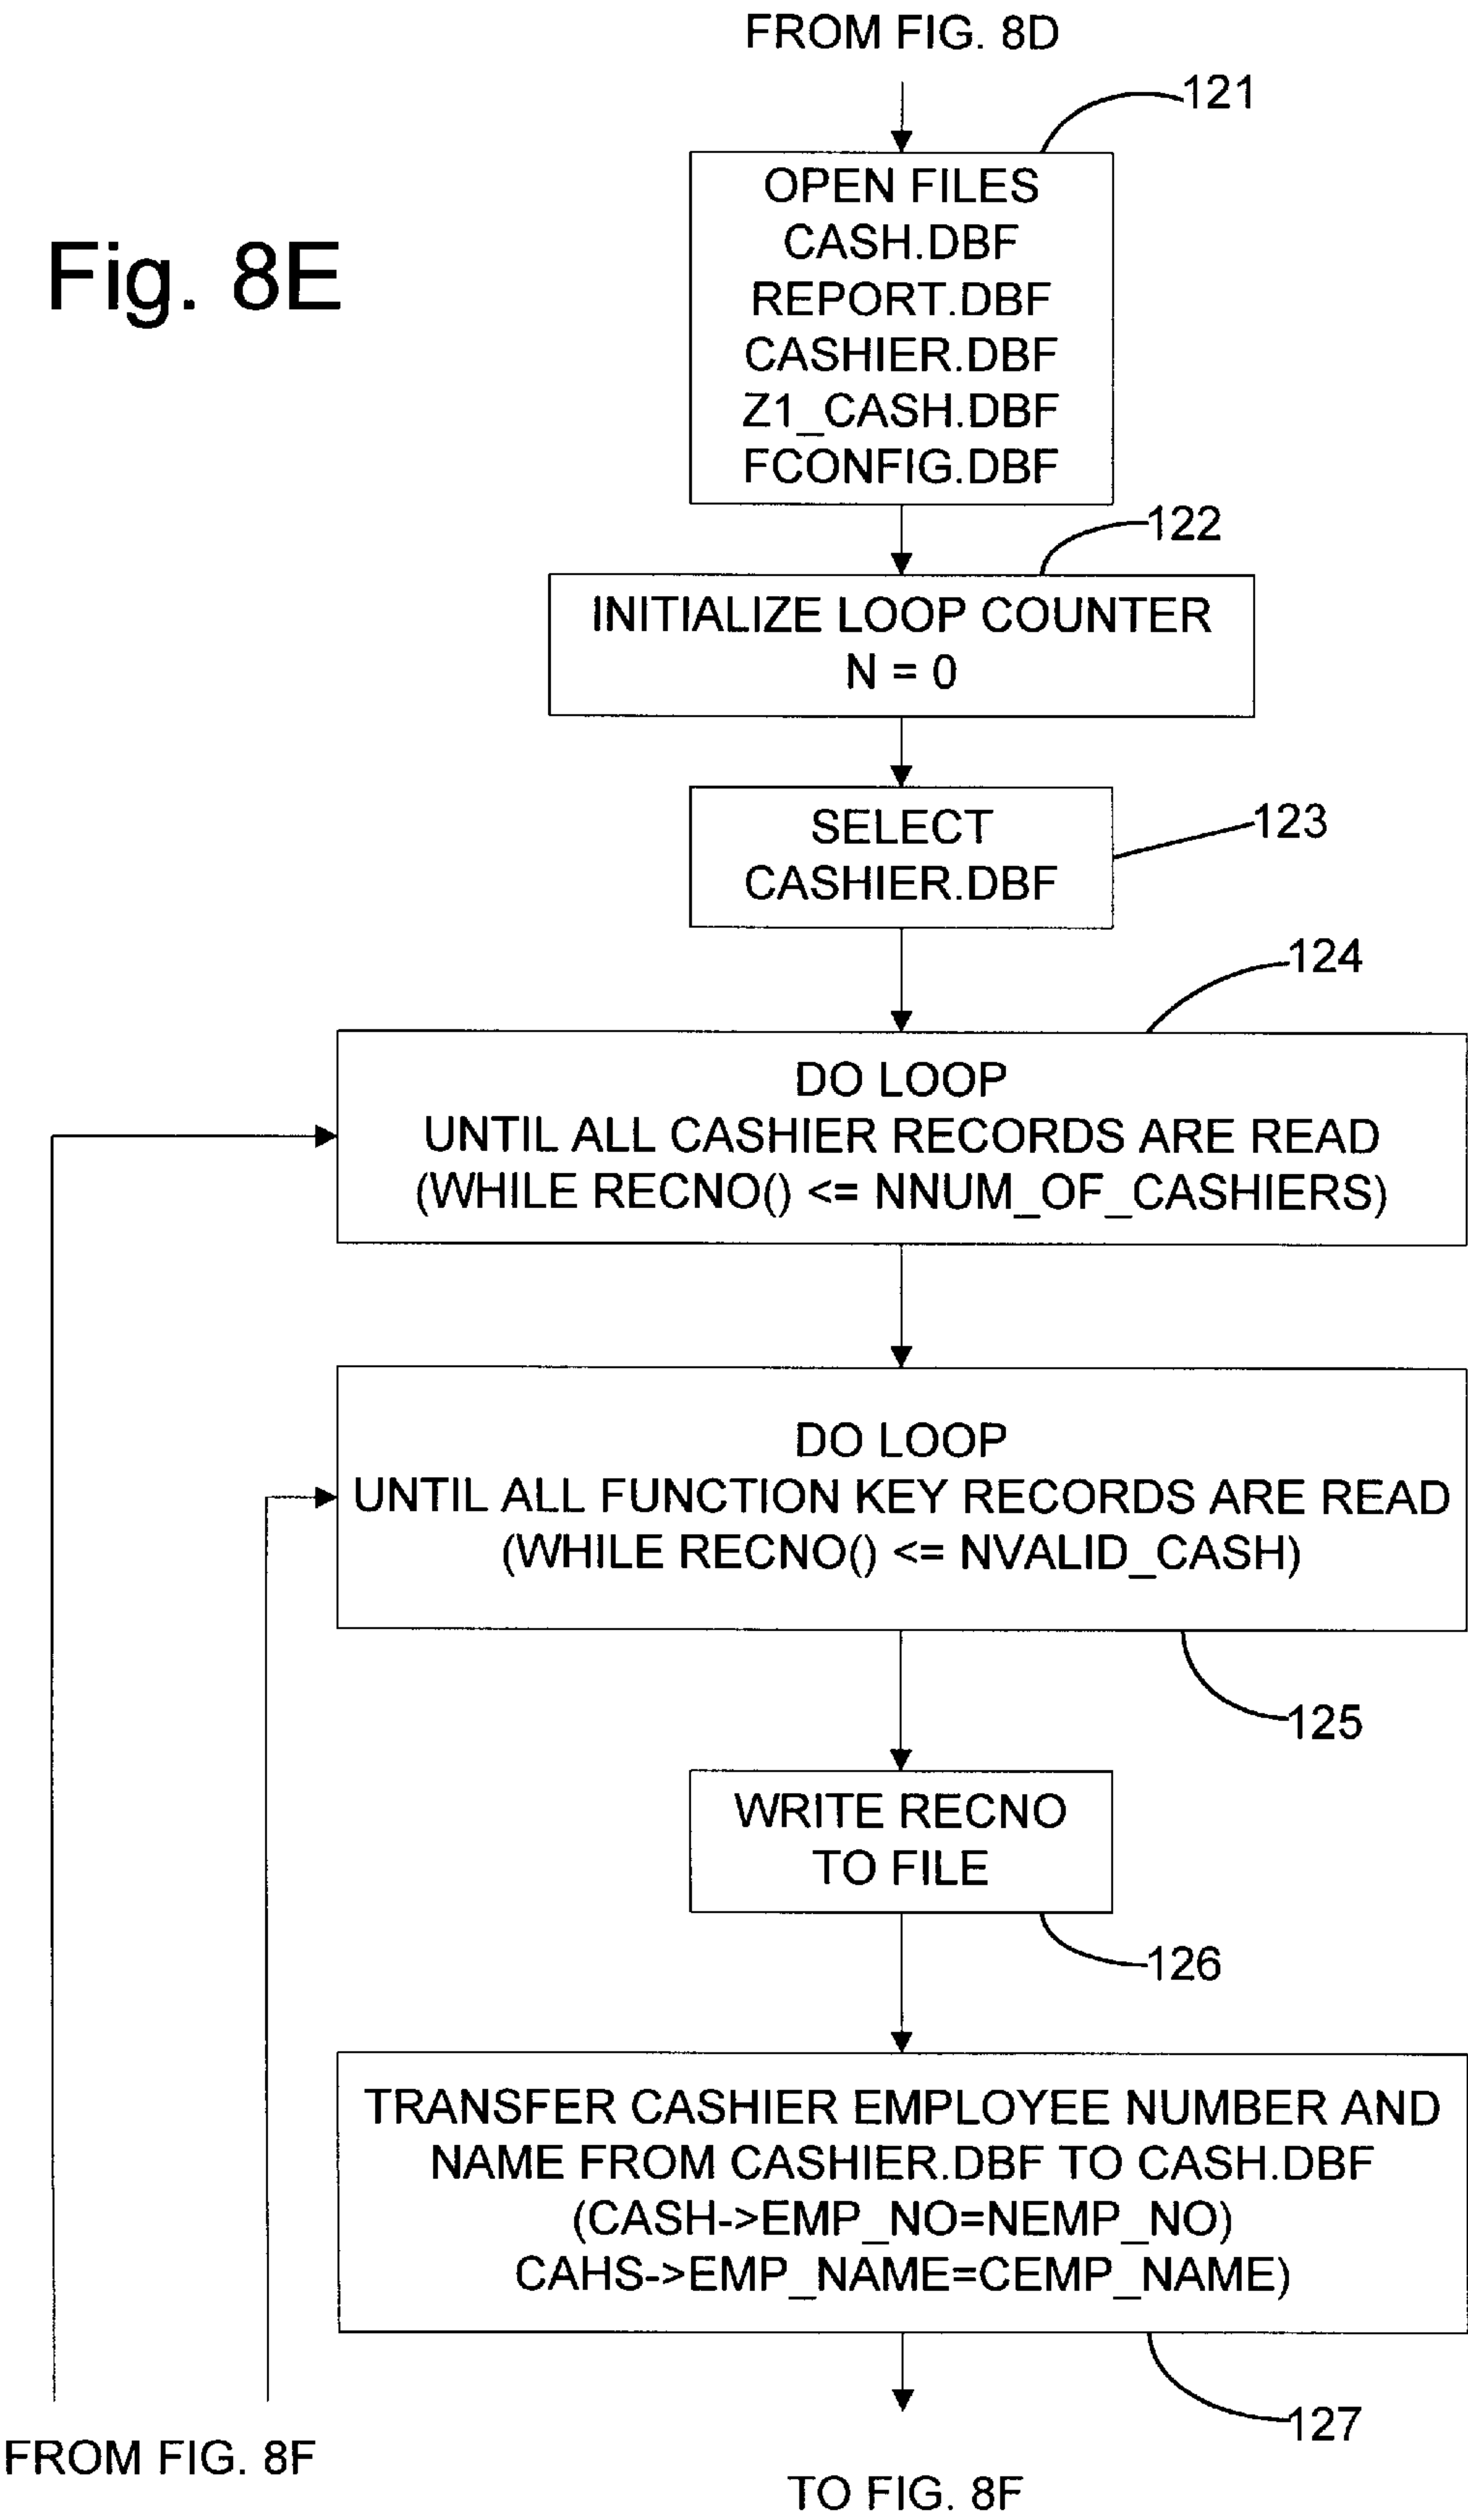 FROM FIG. 8D
121
Fig. 8E
OPEN FILES
CASH.DBF
REPORT.DBF
CASHIER.DBF
Z1_CASH.DBF
FCONFIG.DBF
122
INITIALIZE LOOP COUNTER
N = 0
SELECT
CASHIER.DBF
123
124
DO LOOP
UNTIL ALL CASHIER RECORDS ARE READ
(WHILE RECNO() <= NNUM_OF_CASHIERS)
DO LOOP
UNTIL ALL FUNCTION KEY RECORDS ARE READ
(WHILE RECNO() <= NVALID_CASH)
125
WRITE RECNO
TO FILE
126
TRANSFER CASHIER EMPLOYEE NUMBER AND
NAME FROM CASHIER.DBF TO CASH.DBF
(CASH->EMP_NO=NEMP_NO)
CAHS->EMP_NAME=CEMP_NAME)
127
FROM FIG. 8F
TO FIG. 8F